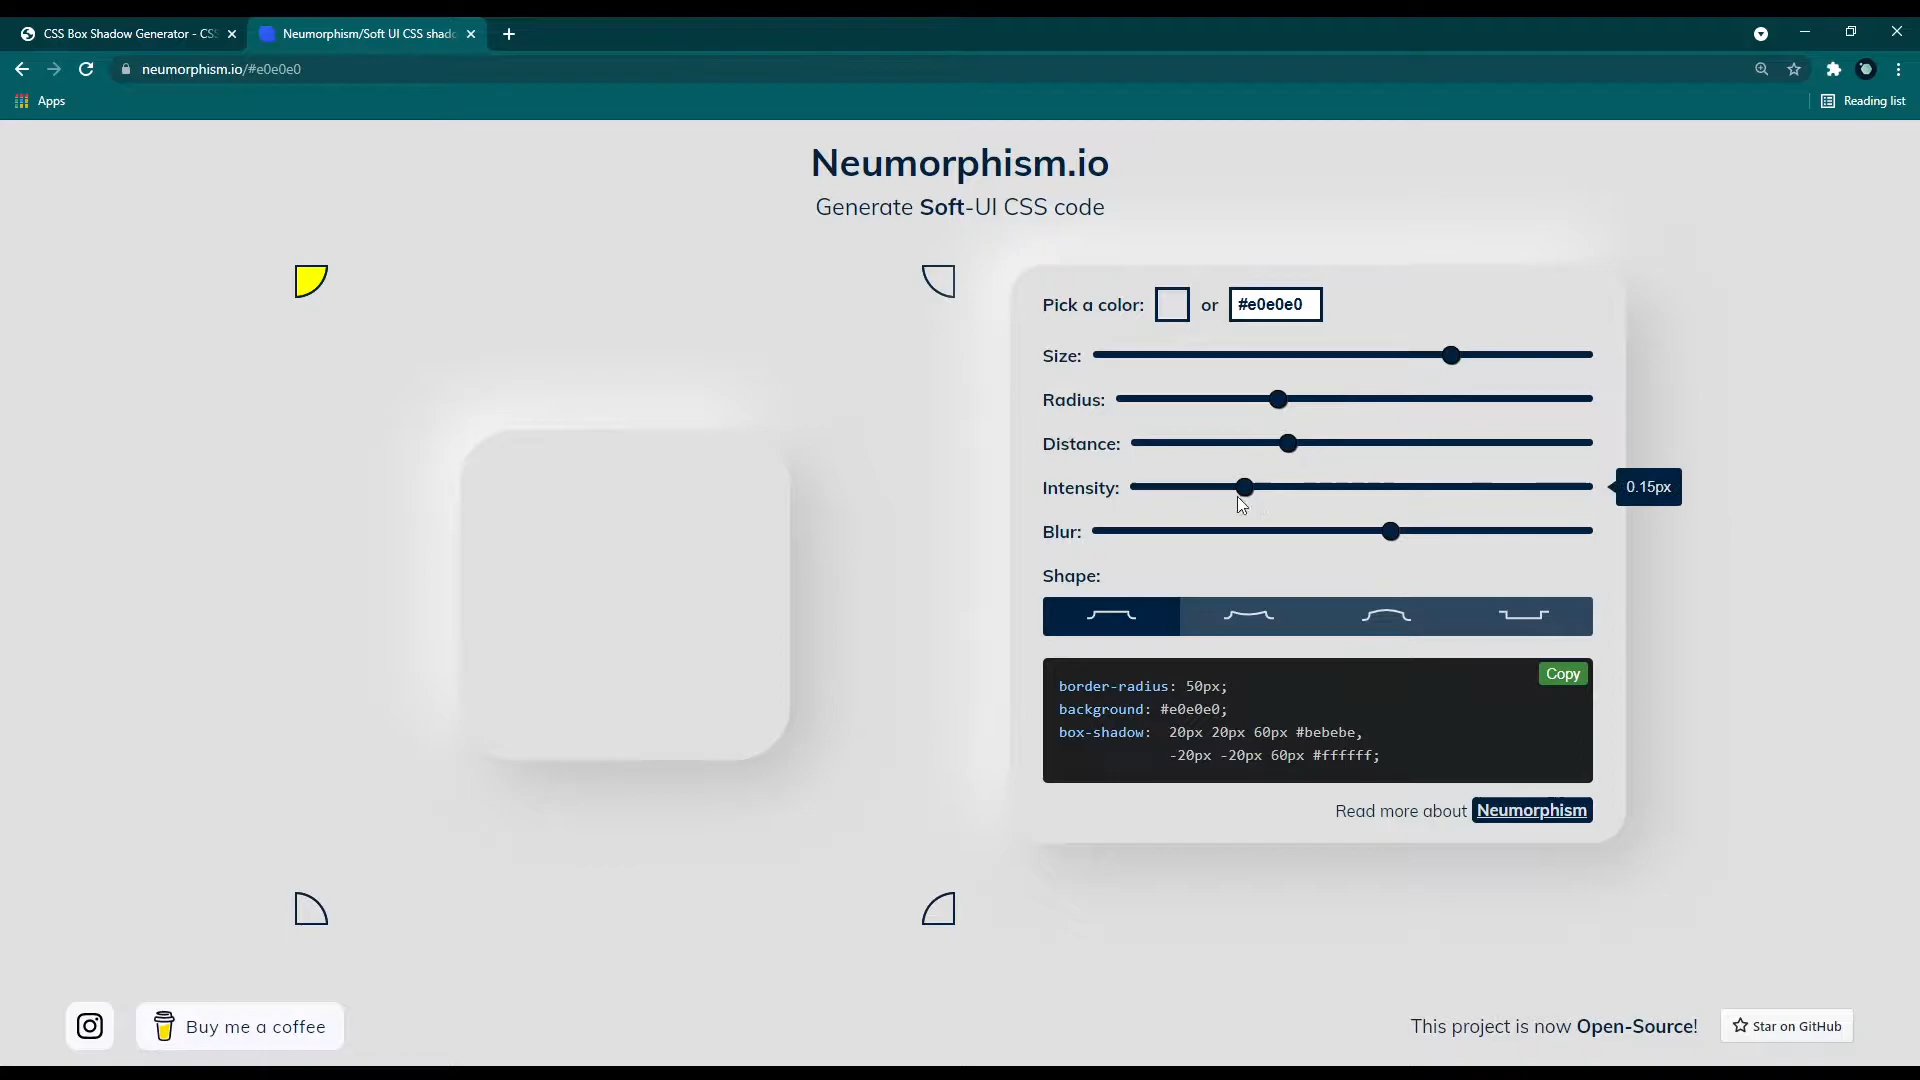 CSS Box Shadow Generator - CSS
Neumorphism/Soft UI CSS shado
neumorphism.io/#e0e0e0
Apps
Reading list
Neumorphism.io
Generate Soft-UI CSS code
Pick a color: or #e0e0e0
Size:
Radius:
Distance:
Intensity: 0.15px
Blur:
Shape:
Copy
border-radius: 50px;
background: #e0e0e0;
box-shadow: 20px 20px 60px #bebebe,
-20px -20px 60px #ffffff;
Read more about Neumorphism
Buy me a coffee
This project is now Open-Source!
Star on GitHub